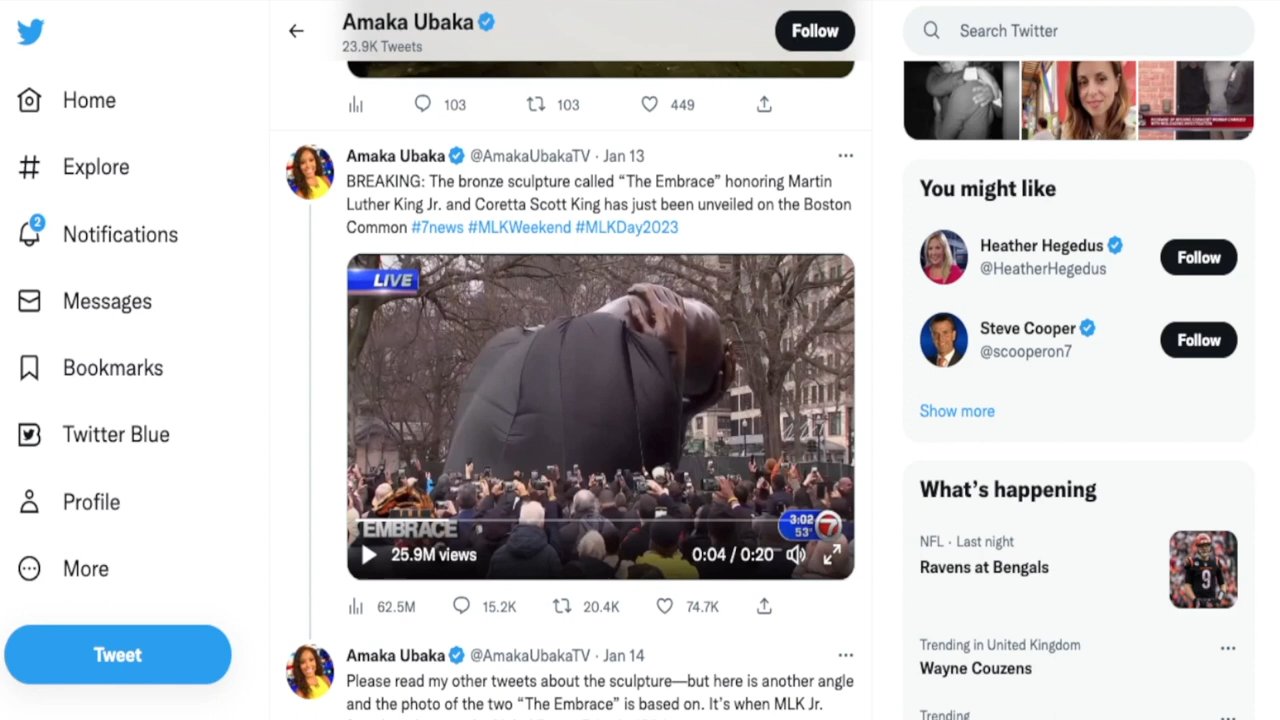 Home
Explore
2
Notifications
Messages
Bookmarks
Twitter Blue
Profile
More
Tweet
Amaka Ubaka
23.9K Tweets
Follow
103 103 449
Amaka Ubaka @AmakaUbakaTV · Jan 13
BREAKING: The bronze sculpture called “The Embrace” honoring Martin
Luther King Jr. and Coretta Scott King has just been unveiled on the Boston
Common #7news #MLKWeekend #MLKDay2023
LIVE
EMBRACE
3:02
53°
7
25.9M views
0:04 / 0:20
62.5M 15.2K 20.4K 74.7K
Amaka Ubaka @AmakaUbakaTV · Jan 14
Please read my other tweets about the sculpture—but here is another angle
and the photo of the two “The Embrace” is based on. It’s when MLK Jr.
Search Twitter
You might like
Heather Hegedus
@HeatherHegedus
Follow
Steve Cooper
@scooperon7
Follow
Show more
What’s happening
NFL · Last night
Ravens at Bengals
9
Trending in United Kingdom
Wayne Couzens
Trending